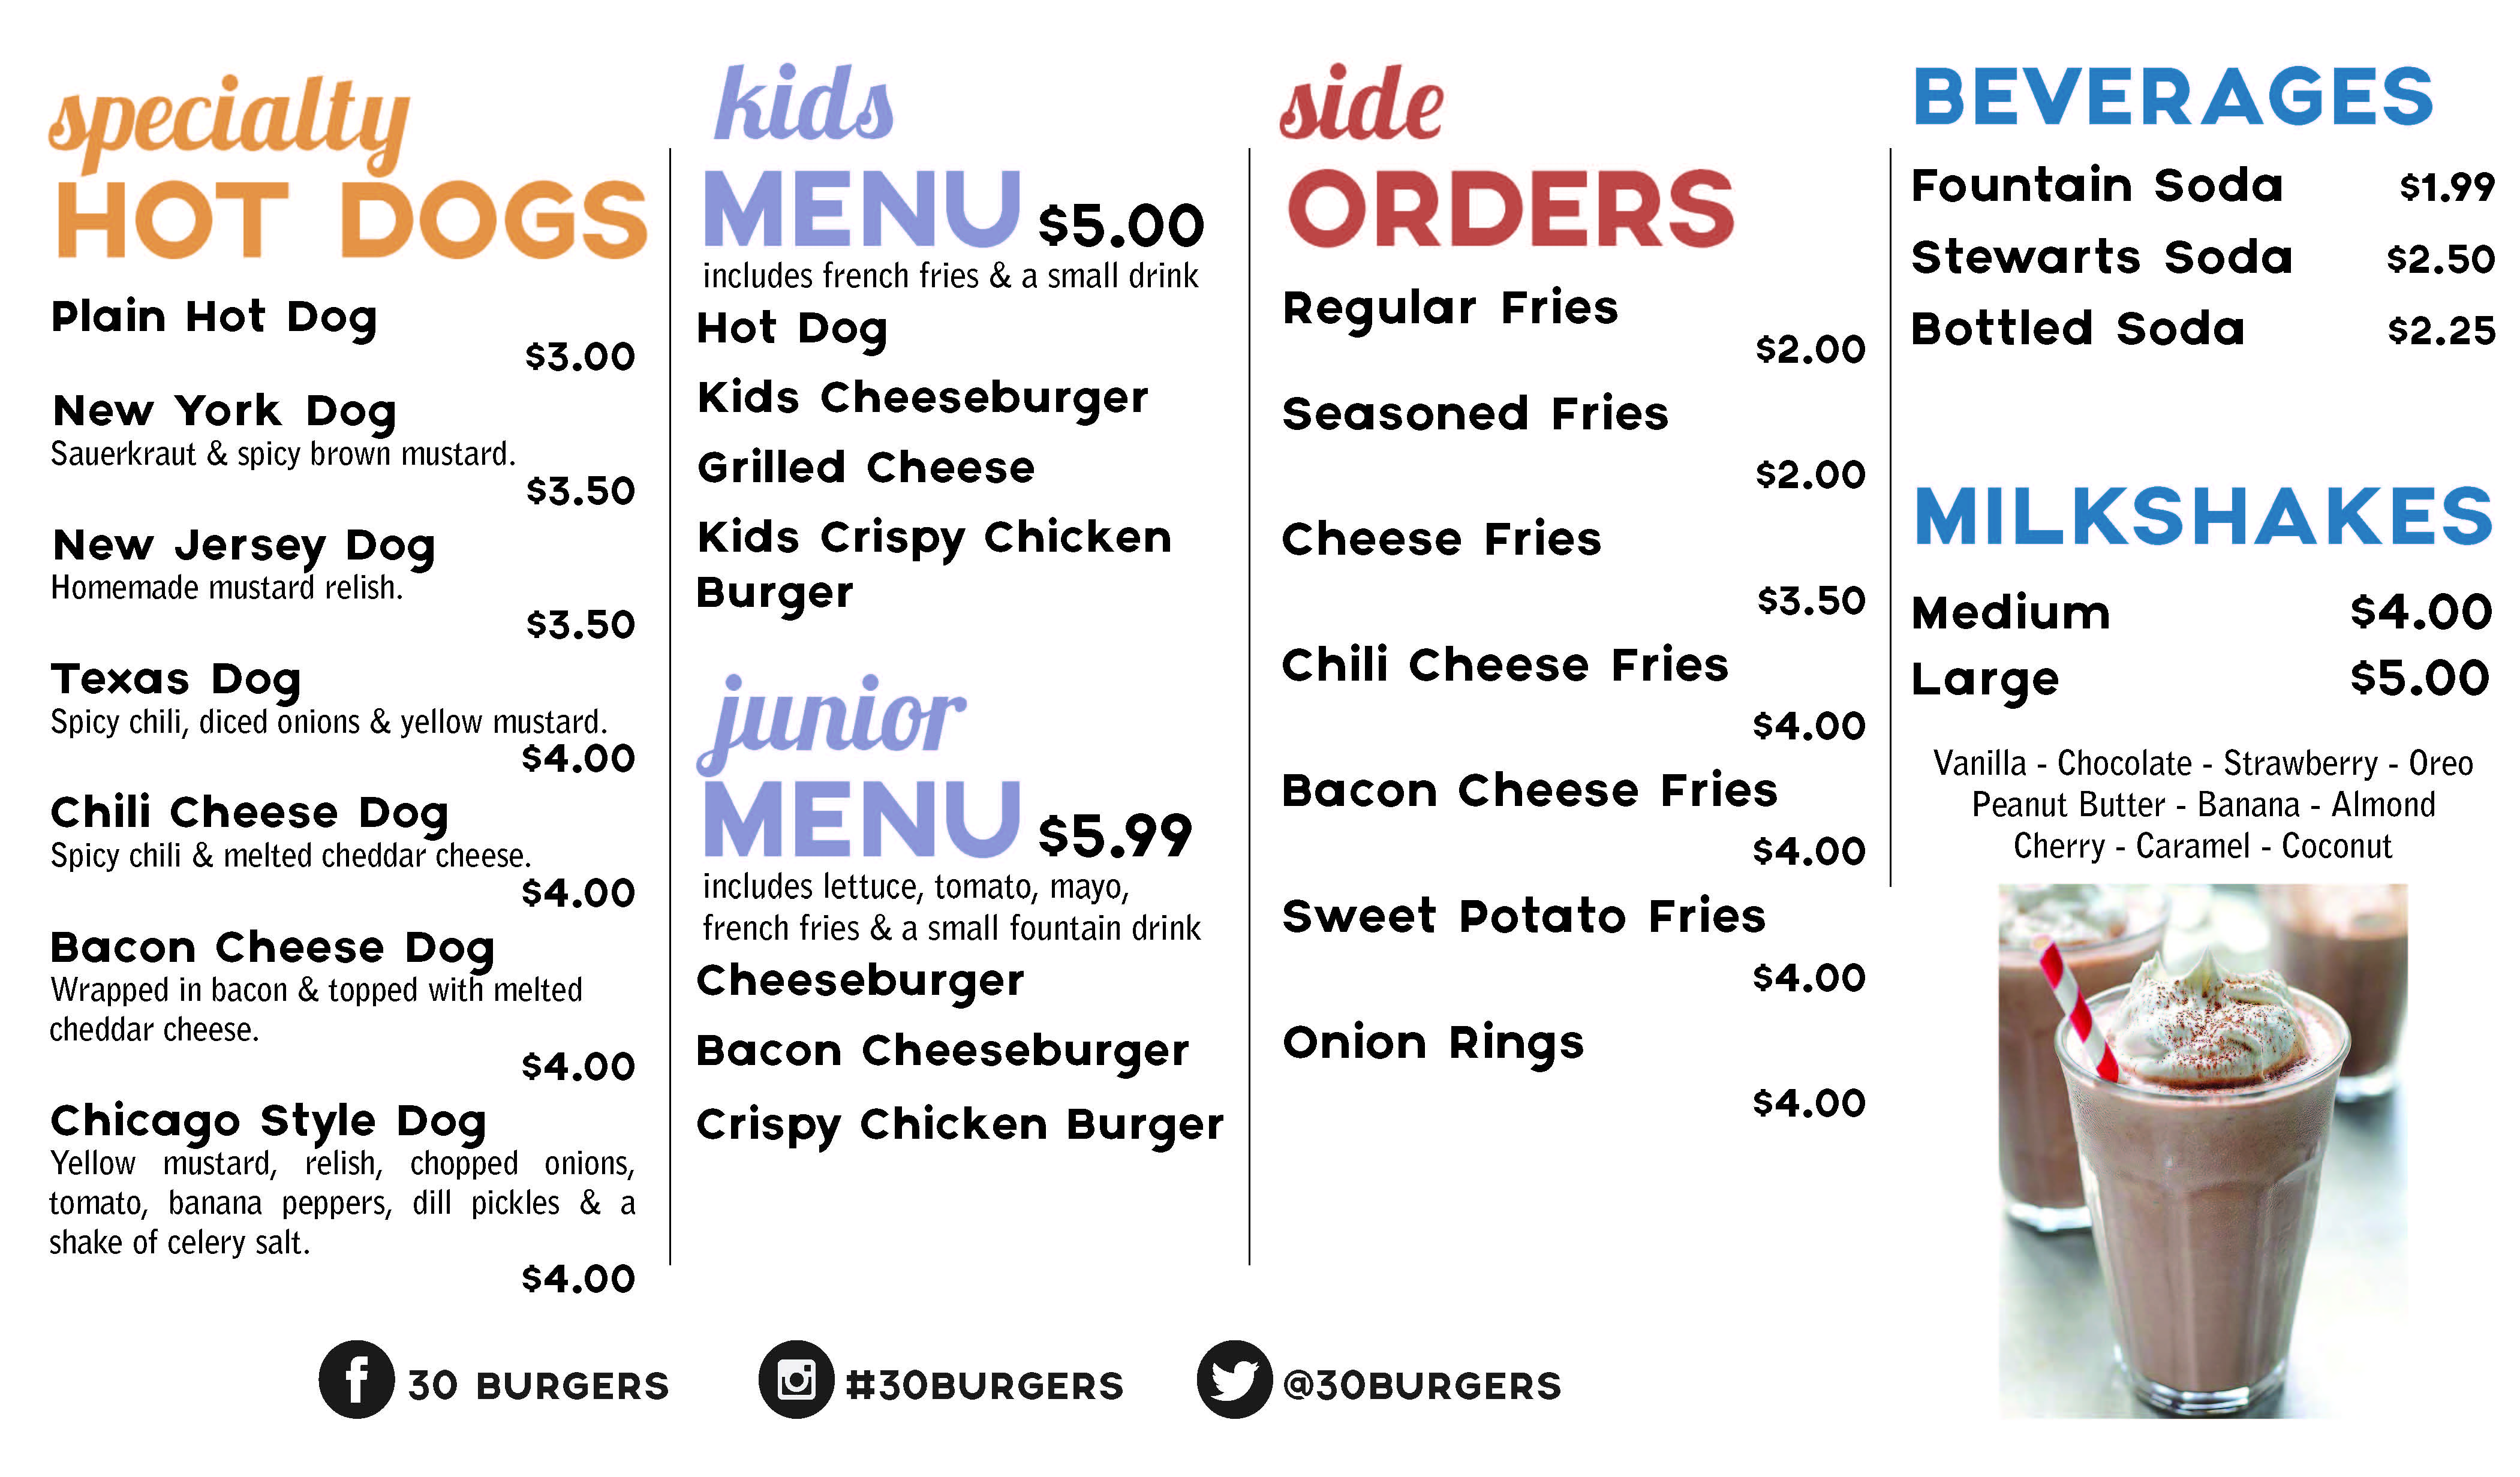 specialty
HOT DOGS
Plain Hot Dog
$3.00
New York Dog
Sauerkraut & spicy brown mustard.
$3.50
New Jersey Dog
Homemade mustard relish.
$3.50
Texas Dog
Spicy chili, diced onions & yellow mustard.
$4.00
Chili Cheese Dog
Spicy chili & melted cheddar cheese.
$4.00
Bacon Cheese Dog
Wrapped in bacon & topped with melted
cheddar cheese.
$4.00
Chicago Style Dog
Yellow mustard, relish, chopped onions,
tomato, banana peppers, dill pickles & a
shake of celery salt.
$4.00
kids
MENU $5.00
includes french fries & a small drink
Hot Dog
Kids Cheeseburger
Grilled Cheese
Kids Crispy Chicken
Burger
junior
MENU $5.99
includes lettuce, tomato, mayo,
french fries & a small fountain drink
Cheeseburger
Bacon Cheeseburger
Crispy Chicken Burger
side
ORDERS
Regular Fries
$2.00
Seasoned Fries
$2.00
Cheese Fries
$3.50
Chili Cheese Fries
$4.00
Bacon Cheese Fries
$4.00
Sweet Potato Fries
$4.00
Onion Rings
$4.00
BEVERAGES
Fountain Soda $1.99
Stewarts Soda $2.50
Bottled Soda $2.25
MILKSHAKES
Medium $4.00
Large $5.00
Vanilla - Chocolate - Strawberry - Oreo
Peanut Butter - Banana - Almond
Cherry - Caramel - Coconut
30 BURGERS #30BURGERS @30BURGERS